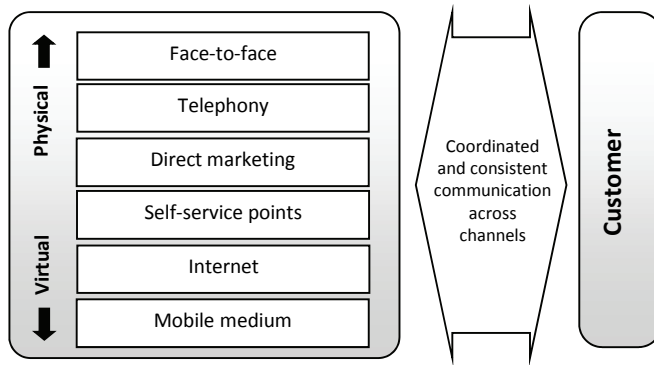 Physical
Virtual
Face-to-face
Telephony
Direct marketing
Self-service points
Internet
Mobile medium
Coordinated
and consistent
communication
across
channels
Customer